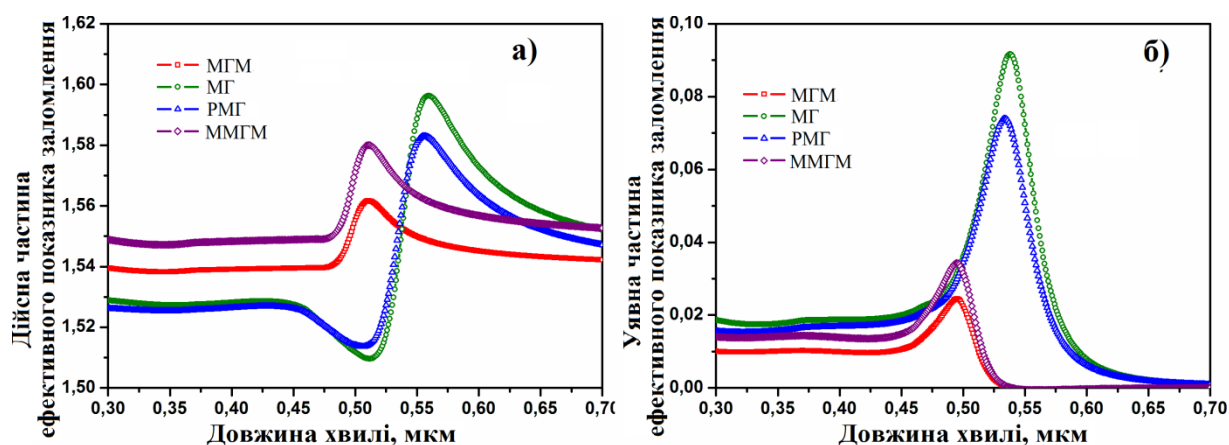 Дійсна частина
ефективного показника заломлення
1,62
1,60
1,58
1,56
1,54
1,52
1,50
а)
МГМ
МГ
РМГ
ММГМ
0,30 0,35 0,40 0,45 0,50 0,55 0,60 0,65 0,70
Довжина хвилі, мкм
Уявна частина
ефективного показника заломлення
0,10
0,08
0,06
0,04
0,02
0,00
б)
МГМ
МГ
РМГ
ММГМ
0,30 0,35 0,40 0,45 0,50 0,55 0,60 0,65 0,70
Довжина хвилі, мкм